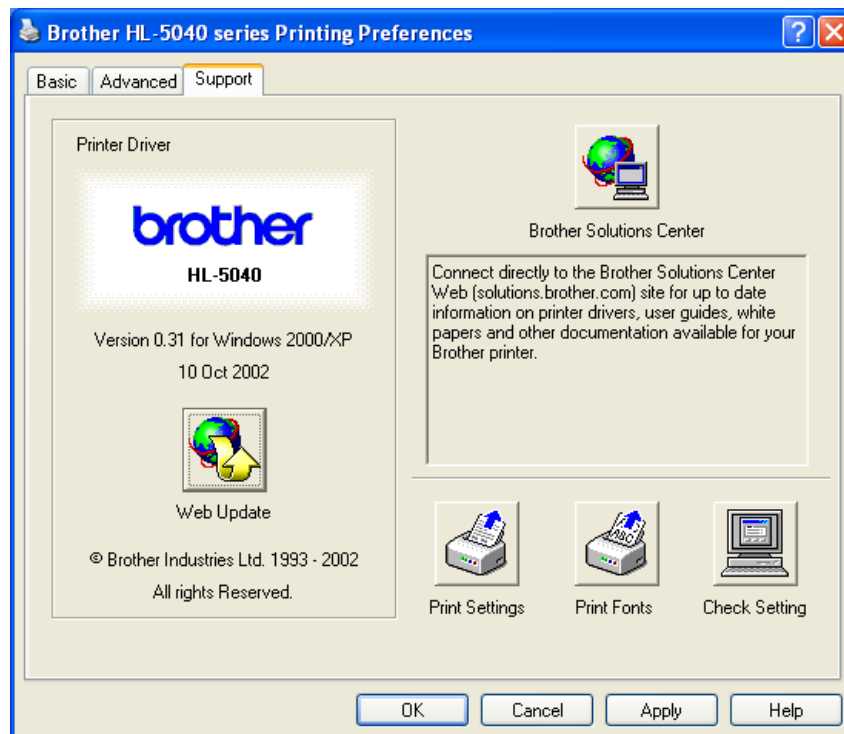 Brother HL-5040 series Printing Preferences
Basic
Advanced
Support
Printer Driver
brother
HL-5040
Version 0.31 for Windows 2000/XP
10 Oct 2002
Web Update
© Brother Industries Ltd. 1993 - 2002
All rights Reserved.
Brother Solutions Center
Connect directly to the Brother Solutions Center
Web (solutions.brother.com) site for up to date
information on printer drivers, user guides, white
papers and other documentation available for your
Brother printer.
Print Settings
Print Fonts
Check Setting
OK
Cancel
Apply
Help